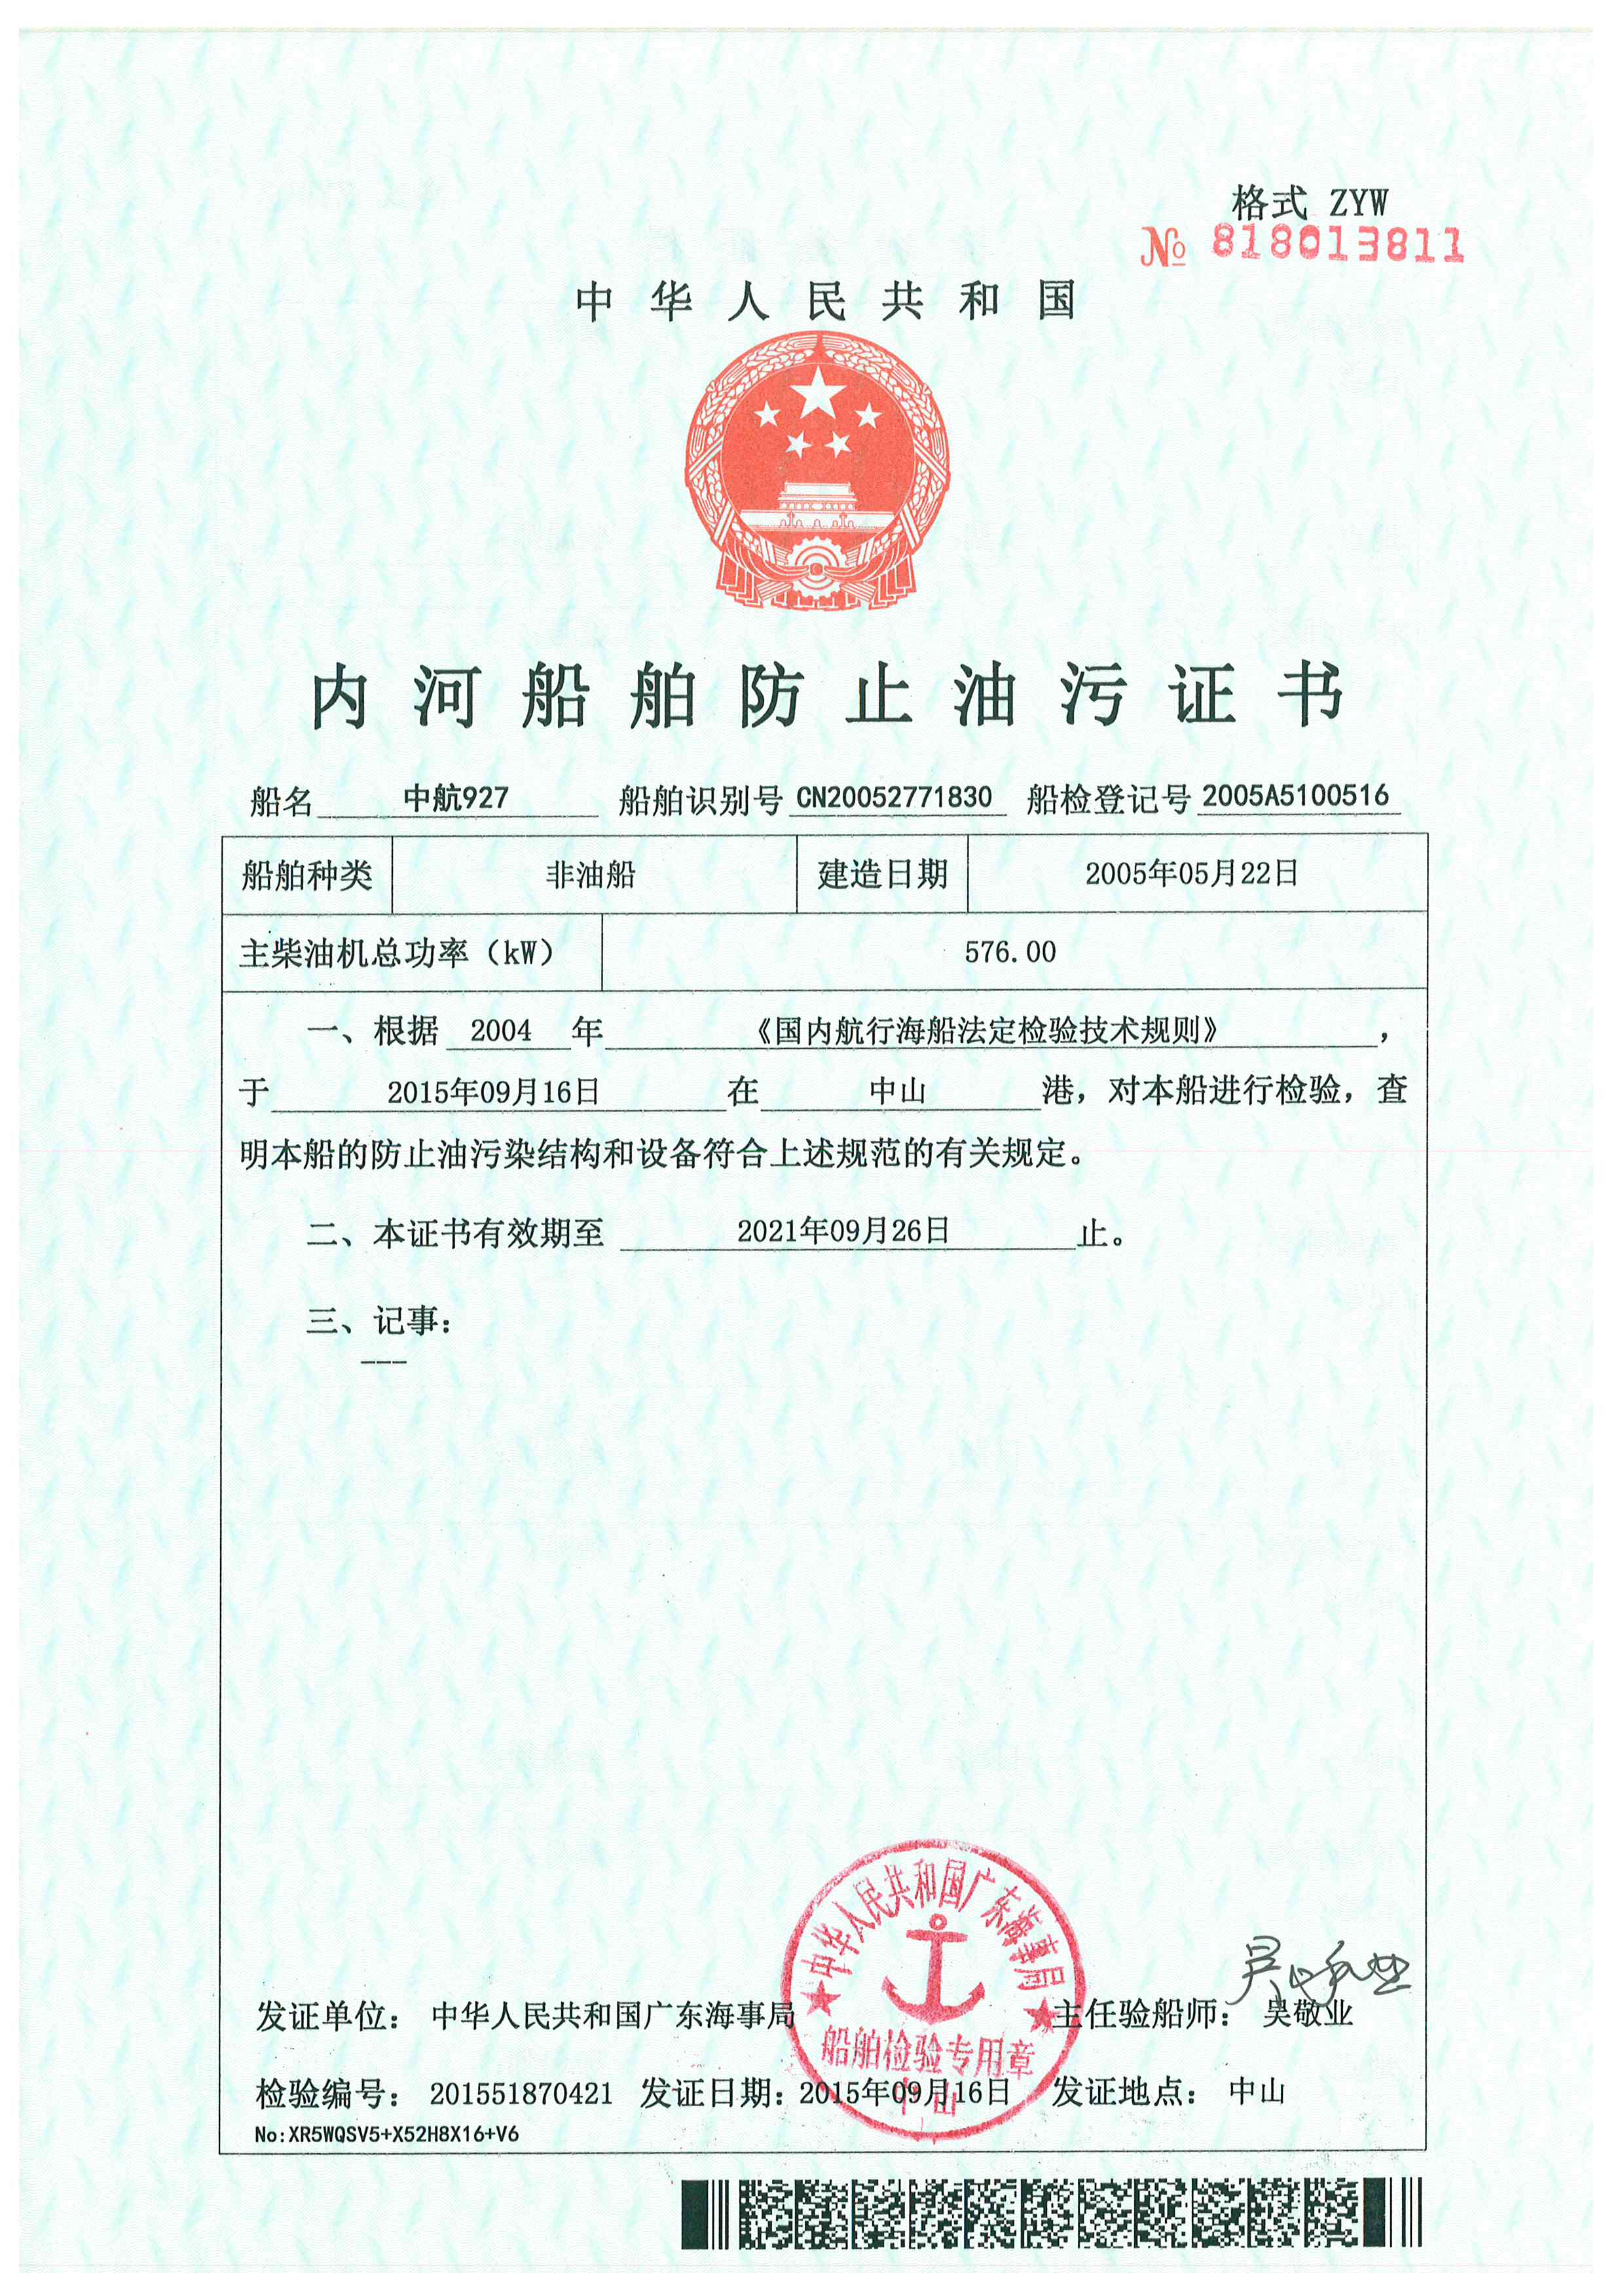 格式 ZYW
№ 818013811
中华人民共和国
内河船舶防止油污证书
船名 中航927 船舶识别号 CN20052771830 船检登记号 2005A5100516
船舶种类 非油船 建造日期 2005年05月22日
主柴油机总功率（kW） 576.00
一、根据 2004 年 《国内航行海船法定检验技术规则》 ，
于 2015年09月16日 在 中山 港，对本船进行检验，查
明本船的防止油污染结构和设备符合上述规范的有关规定。
二、本证书有效期至 2021年09月26日 止。
三、记事：
---
中华人民共和国广东海事局
船舶检验专用章
中山
吴敬业
发证单位： 中华人民共和国广东海事局 主任验船师： 吴敬业
检验编号： 201551870421 发证日期：2015年09月16日 发证地点： 中山
No:XR5WQSV5+X52H8X16+V6